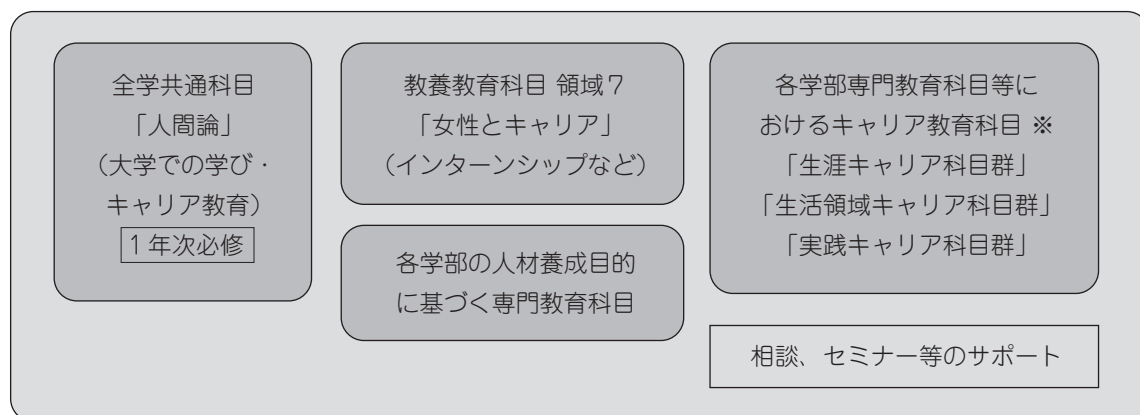 全学共通科目
「人間論」
（大学での学び・
キャリア教育）
1年次必修
教養教育科目 領域7
「女性とキャリア」
（インターンシップなど）
各学部の人材養成目的
に基づく専門教育科目
各学部専門教育科目等に
おけるキャリア教育科目 ※
「生涯キャリア科目群」
「生活領域キャリア科目群」
「実践キャリア科目群」
相談、セミナー等のサポート